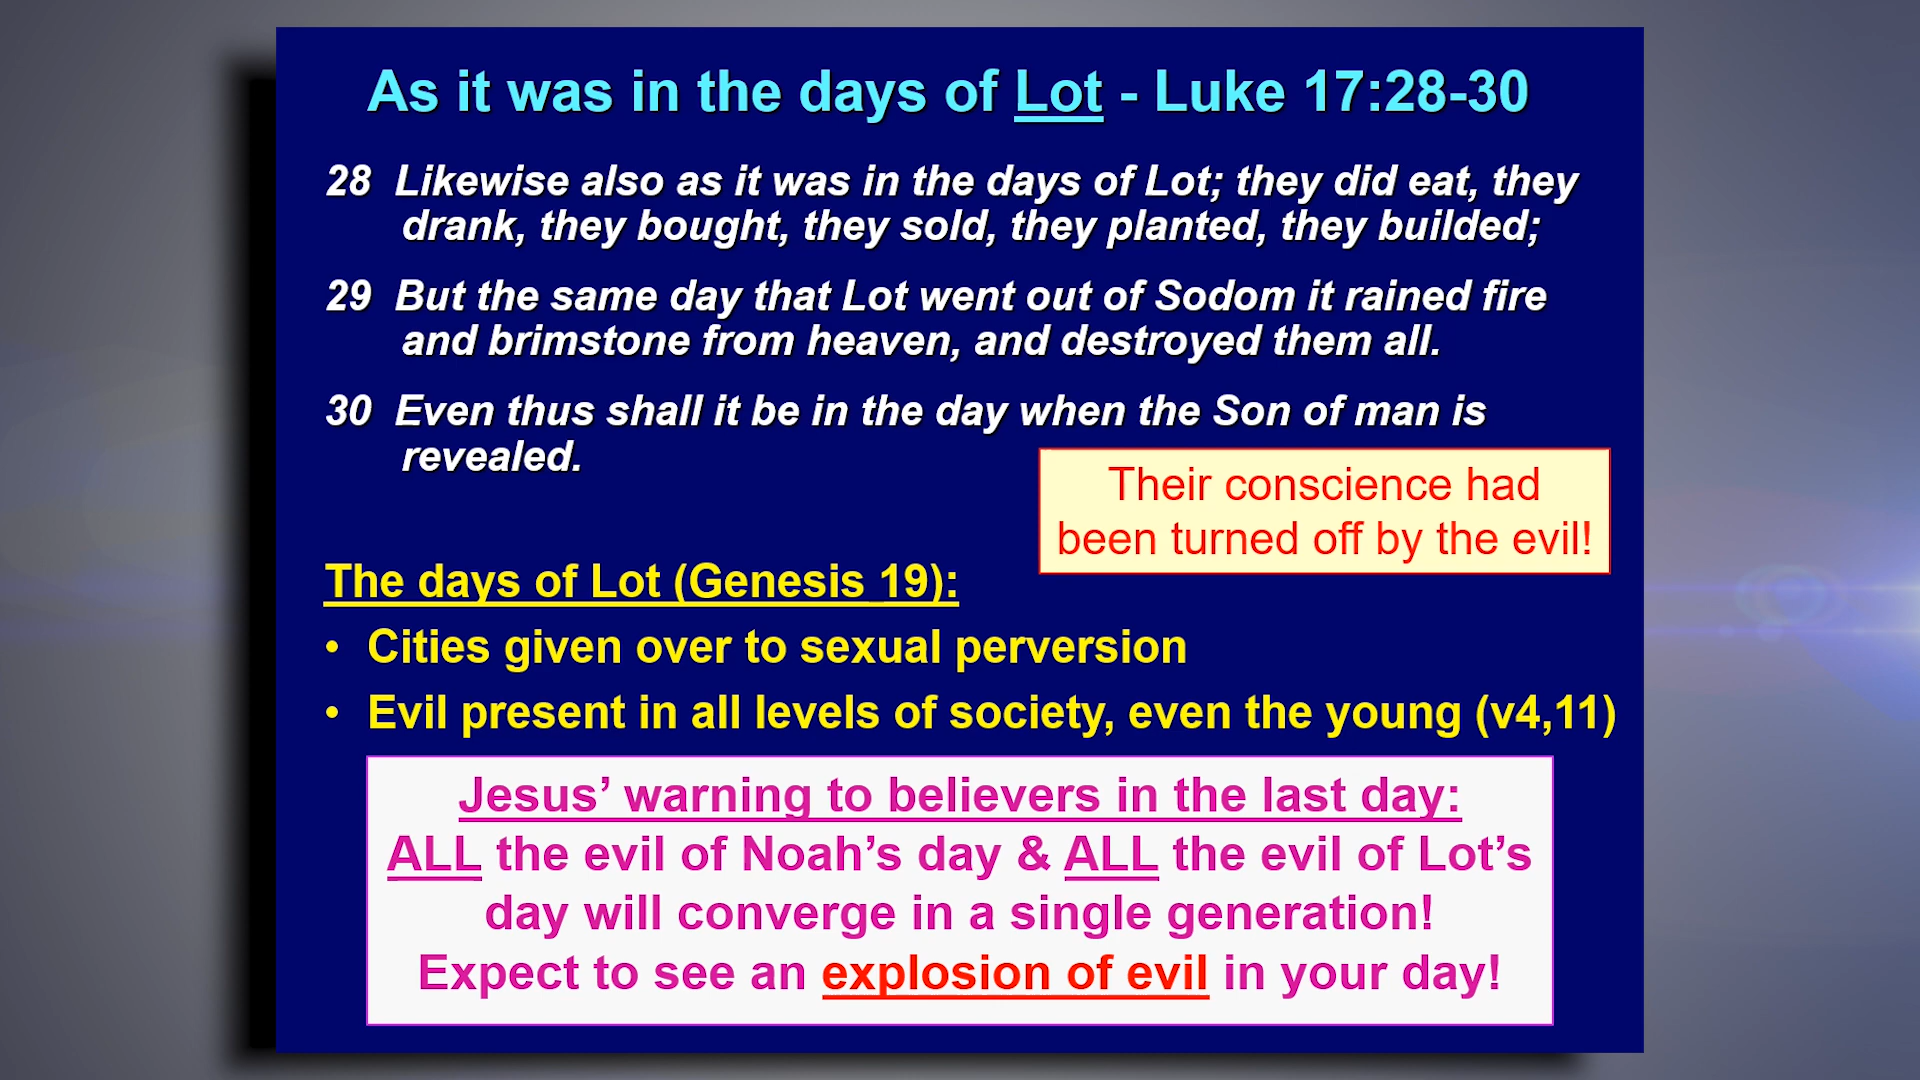 As it was in the days of Lot - Luke 17:28-30
28 Likewise also as it was in the days of Lot; they did eat, they
drank, they bought, they sold, they planted, they builded;
29 But the same day that Lot went out of Sodom it rained fire
and brimstone from heaven, and destroyed them all.
30 Even thus shall it be in the day when the Son of man is
revealed.
Their conscience had
been turned off by the evil!
The days of Lot (Genesis 19):
• Cities given over to sexual perversion
• Evil present in all levels of society, even the young (v4,11)
Jesus’ warning to believers in the last day:
ALL the evil of Noah’s day & ALL the evil of Lot’s
day will converge in a single generation!
Expect to see an explosion of evil in your day!